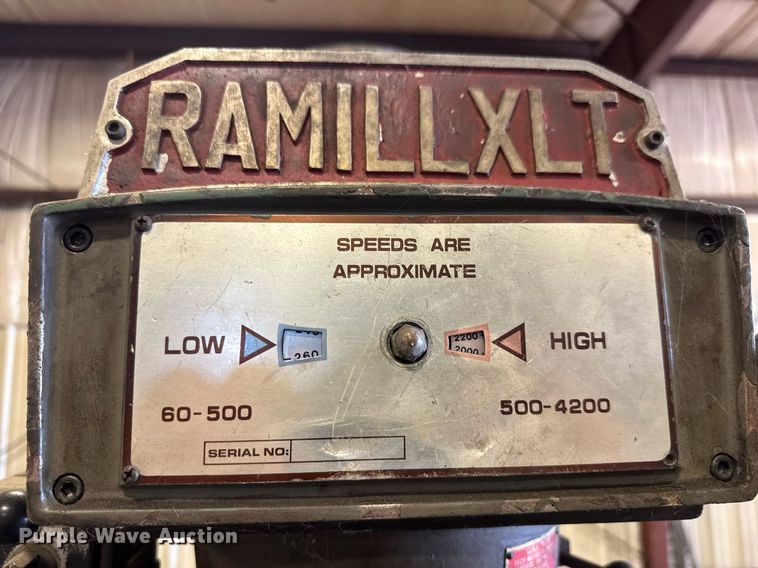 RAMILLXLT
SPEEDS ARE
APPROXIMATE
LOW
260
2200
2000
HIGH
60-500
500-4200
SERIAL NO:
Purple Wave Auction